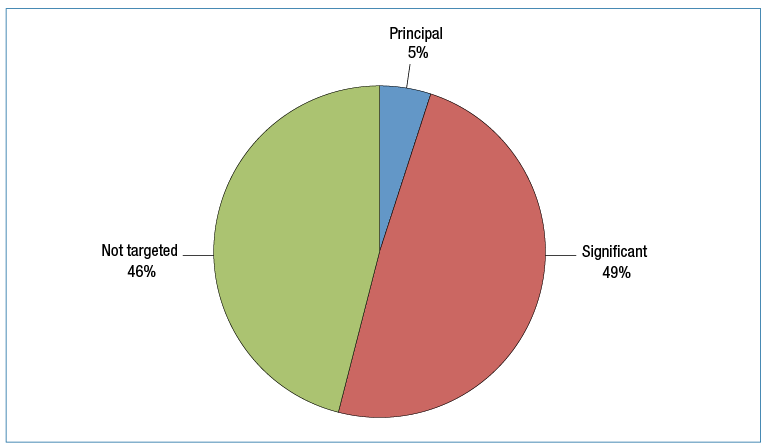 Principal
5%
Not targeted
46%
Significant
49%